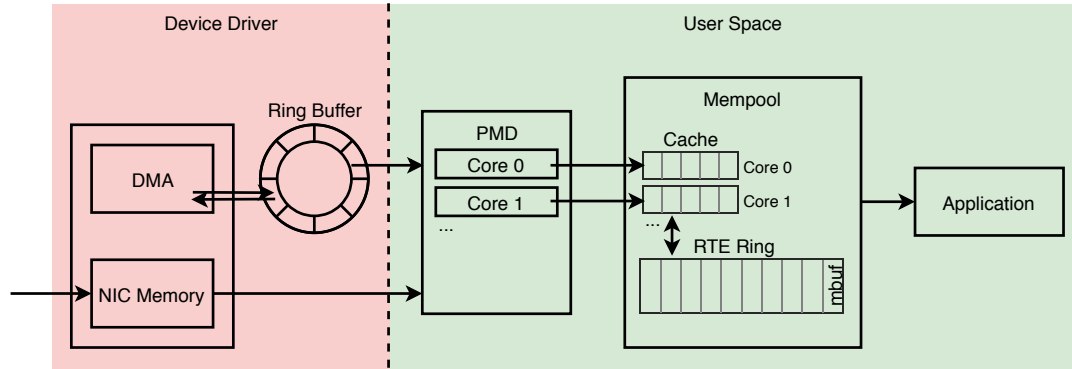 Device Driver
User Space
Ring Buffer
DMA
NIC Memory
PMD
Core 0
Core 1
...
Mempool
Cache
Core 0
Core 1
...
RTE Ring
mbuf
Application